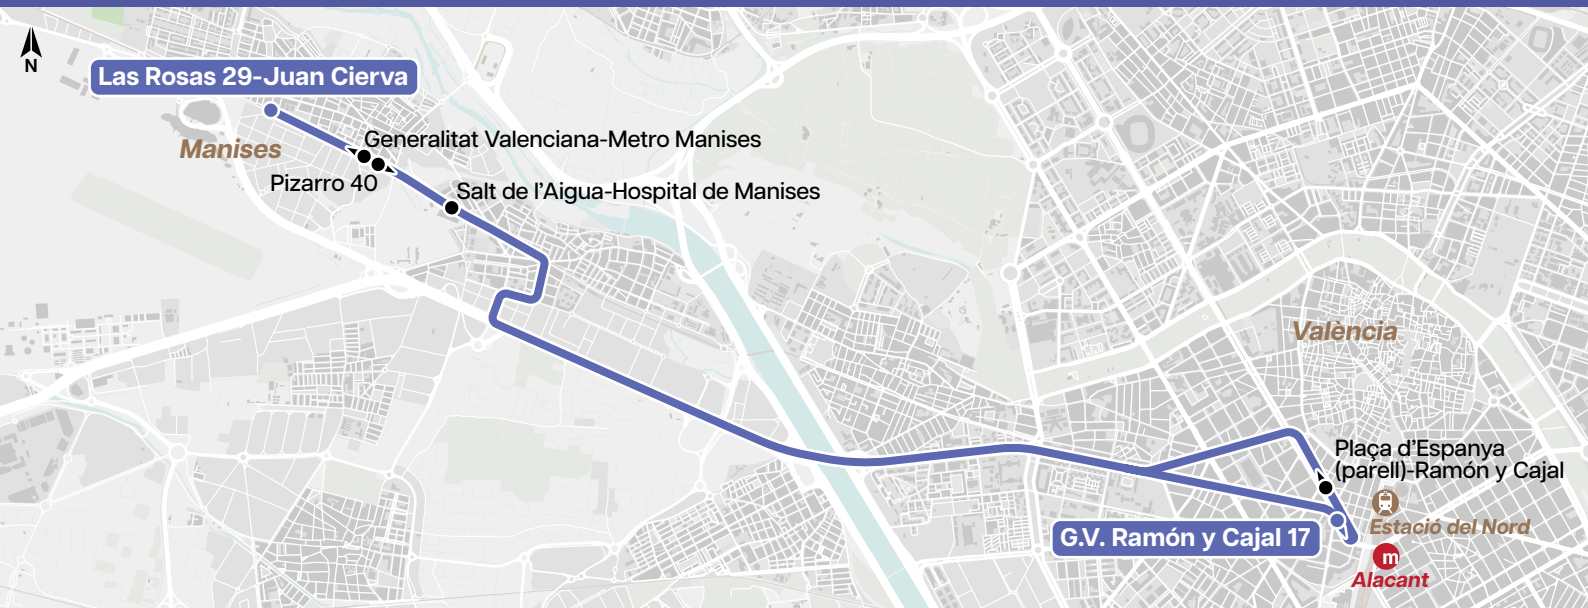 N
Las Rosas 29-Juan Cierva
Manises
Generalitat Valenciana-Metro Manises
Pizarro 40
Salt de l’Aigua-Hospital de Manises
València
Plaça d’Espanya
(parell)-Ramón y Cajal
G.V. Ramón y Cajal 17
Estació del Nord
m
Alacant